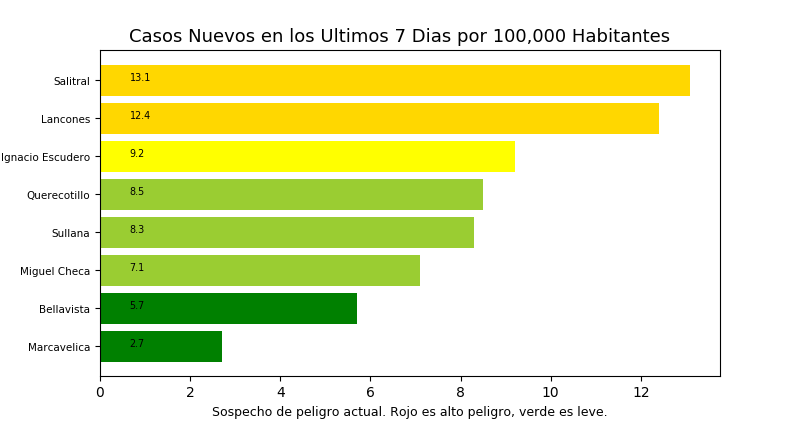 Casos Nuevos en los Ultimos 7 Dias por 100,000 Habitantes
Salitral 13.1
Lancones 12.4
Ignacio Escudero 9.2
Querecotillo 8.5
Sullana 8.3
Miguel Checa 7.1
Bellavista 5.7
Marcavelica 2.7
0 2 4 6 8 10 12
Sospecho de peligro actual. Rojo es alto peligro, verde es leve.